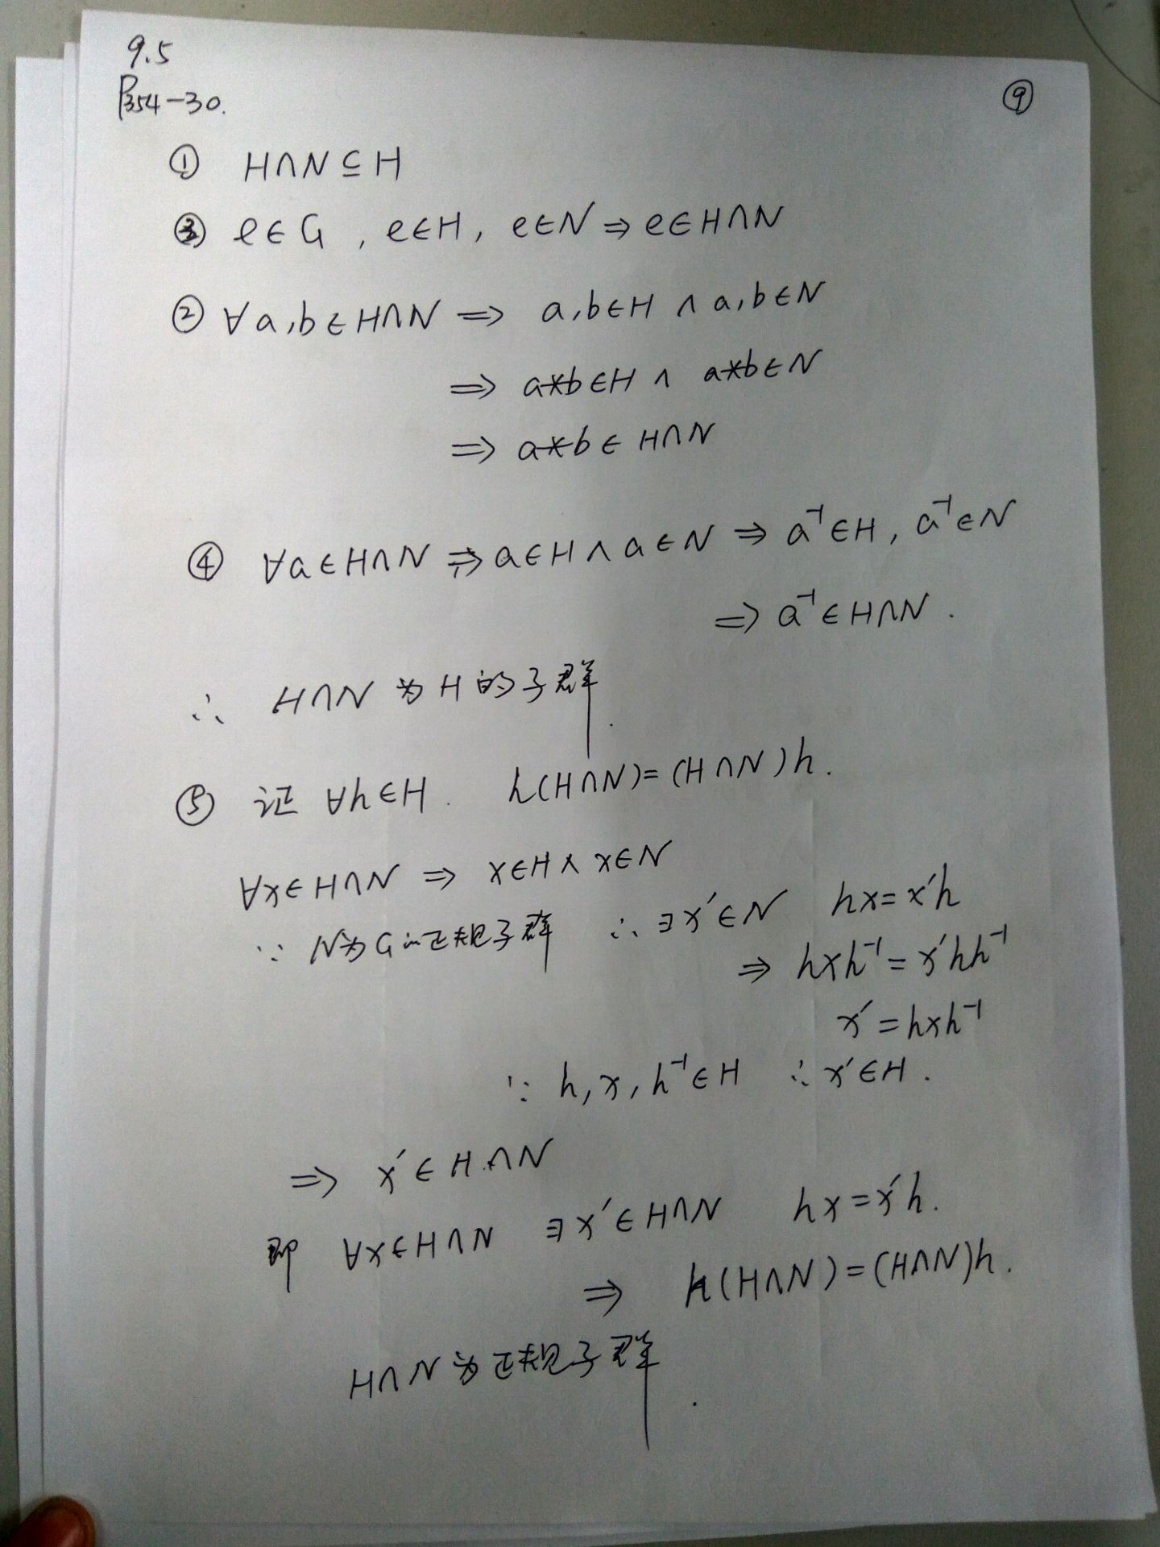 9.5
P354-30.
⑨
① H∩N⊆H
③ e∈G , e∈H, e∈N ⇒ e∈H∩N
② ∀a,b∈H∩N ⇒ a,b∈H ∧ a,b∈N
⇒ a*b∈H ∧ a*b∈N
⇒ a*b∈H∩N
④ ∀a∈H∩N ⇒ a∈H∧a∈N ⇒ a⁻¹∈H, a⁻¹∈N
⇒ a⁻¹∈H∩N.
∴ H∩N 为 H 的子群.
⑤ 证 ∀h∈H. h(H∩N)=(H∩N)h.
∀x∈H∩N ⇒ x∈H∧x∈N
∵ N为G的正规子群 ∴ ∃x′∈N hx=x′h
⇒ hxh⁻¹=x′hh⁻¹
x′=hxh⁻¹
∵ h,x,h⁻¹∈H ∴ x′∈H.
⇒ x′∈H∩N
即 ∀x∈H∩N ∃x′∈H∩N hx=x′h.
⇒ h(H∩N)=(H∩N)h.
H∩N为正规子群.